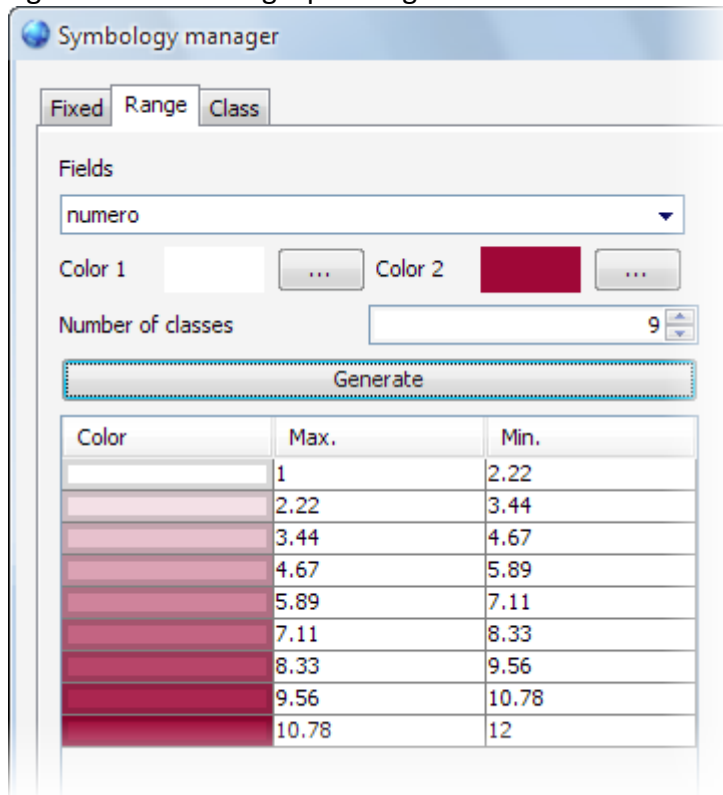 Symbology manager
Fixed Range Class
Fields
numero
Color 1 ... Color 2 ...
Number of classes 9
Generate
Color Max. Min.
1 2.22
2.22 3.44
3.44 4.67
4.67 5.89
5.89 7.11
7.11 8.33
8.33 9.56
9.56 10.78
10.78 12